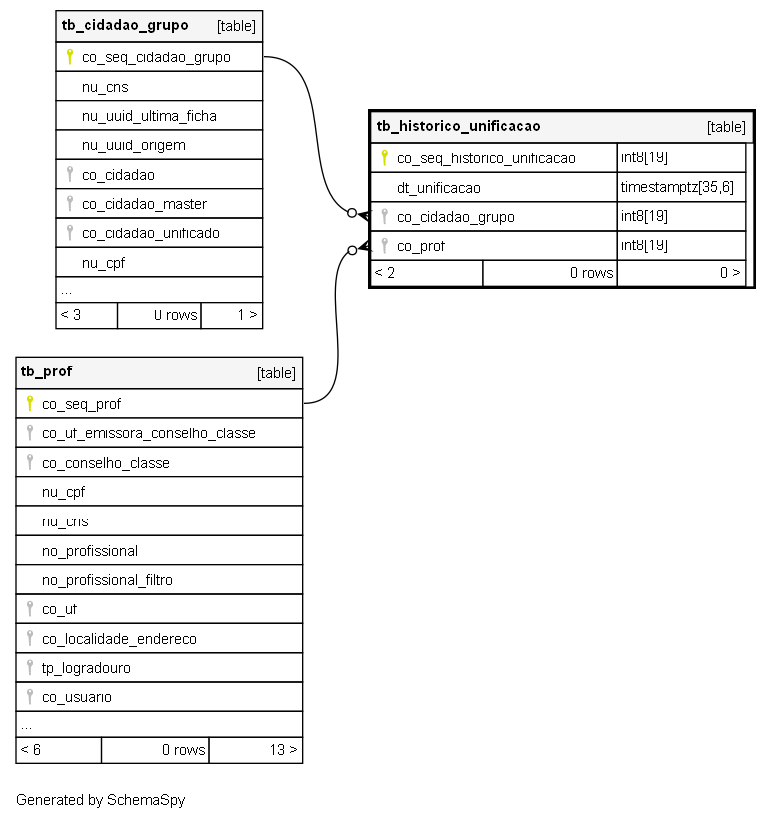 tb_cidadao_grupo [table]
co_seq_cidadao_grupo
nu_cns
nu_uuid_ultima_ficha
nu_uuid_origem
co_cidadao
co_cidadao_master
co_cidadao_unificado
nu_cpf
...
< 3 0 rows 1 >
tb_historico_unificacao [table]
co_seq_historico_unificacao int8[19]
dt_unificacao timestamptz[35,6]
co_cidadao_grupo int8[19]
co_prof int8[19]
< 2 0 rows 0 >
tb_prof [table]
co_seq_prof
co_uf_emissora_conselho_classe
co_conselho_classe
nu_cpf
nu_cns
no_profissional
no_profissional_filtro
co_uf
co_localidade_endereco
tp_logradouro
co_usuario
...
< 6 0 rows 13 >
Generated by SchemaSpy